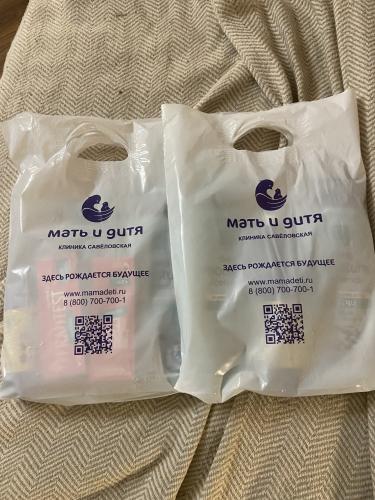 мать и дитя
КЛИНИКА САВЁЛОВСКАЯ
ЗДЕСЬ РОЖДАЕТСЯ БУДУЩЕЕ
www.mamadeti.ru
8 (800) 700-700-1
мать и дитя
КЛИНИКА САВЁЛОВСКАЯ
ЗДЕСЬ РОЖДАЕТСЯ БУДУЩЕЕ
www.mamadeti.ru
8 (800) 700-700-1